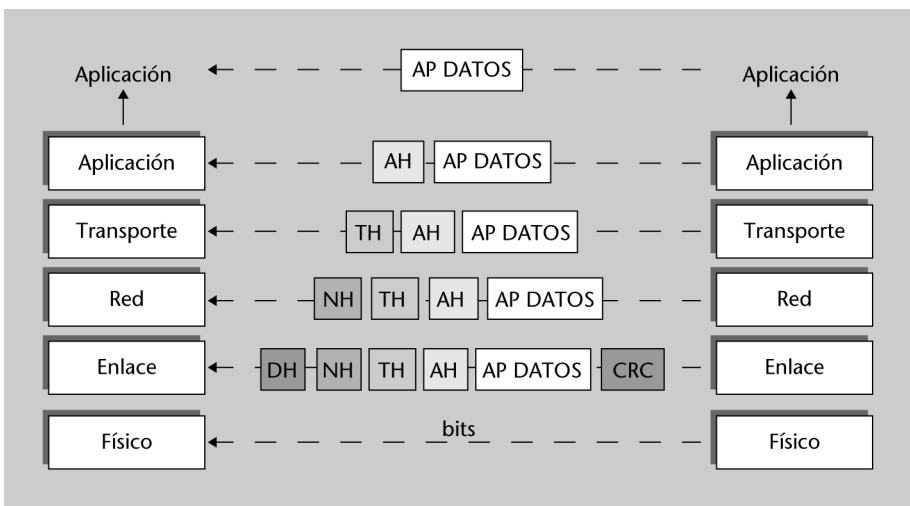 Aplicación AP DATOS Aplicación
Aplicación AH AP DATOS Aplicación
Transporte TH AH AP DATOS Transporte
Red NH TH AH AP DATOS Red
Enlace DH NH TH AH AP DATOS CRC Enlace
Físico bits Físico